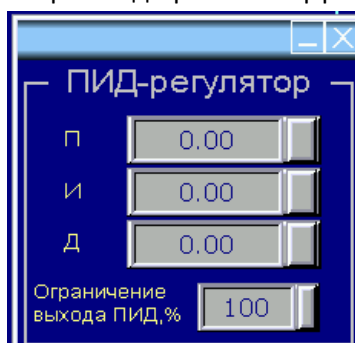 ПИД-регулятор
П 0.00
И 0.00
Д 0.00
Ограничение
выхода ПИД,% 100